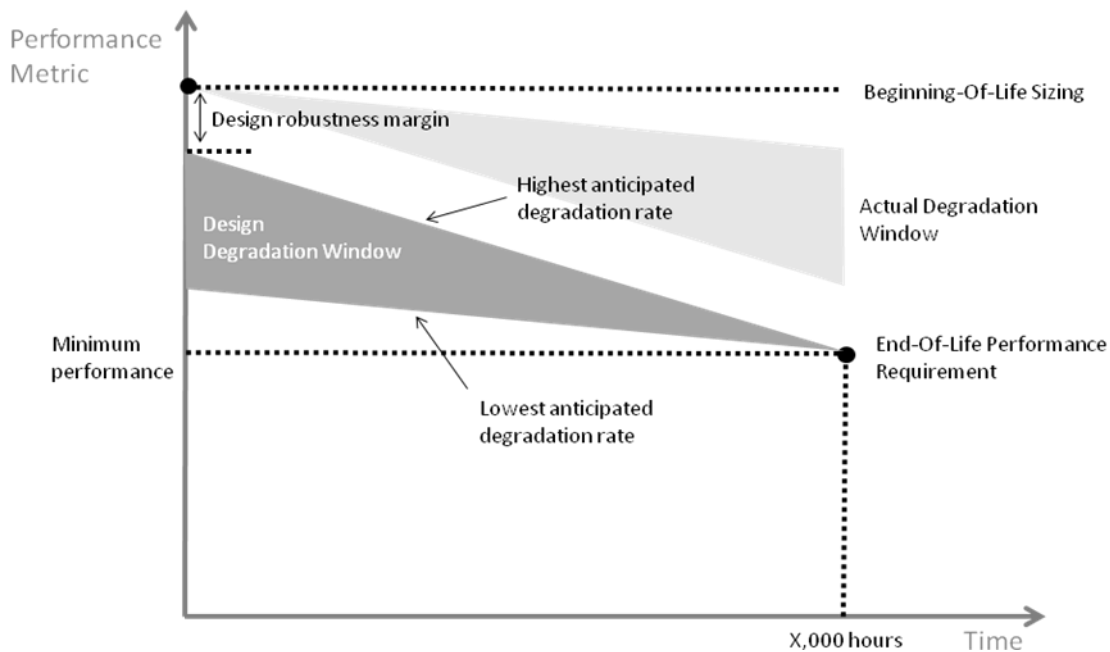 Performance
Metric
Beginning-Of-Life Sizing
Design robustness margin
Highest anticipated
degradation rate
Actual Degradation
Window
Design
Degradation Window
Minimum
performance
End-Of-Life Performance
Requirement
Lowest anticipated
degradation rate
X,000 hours
Time